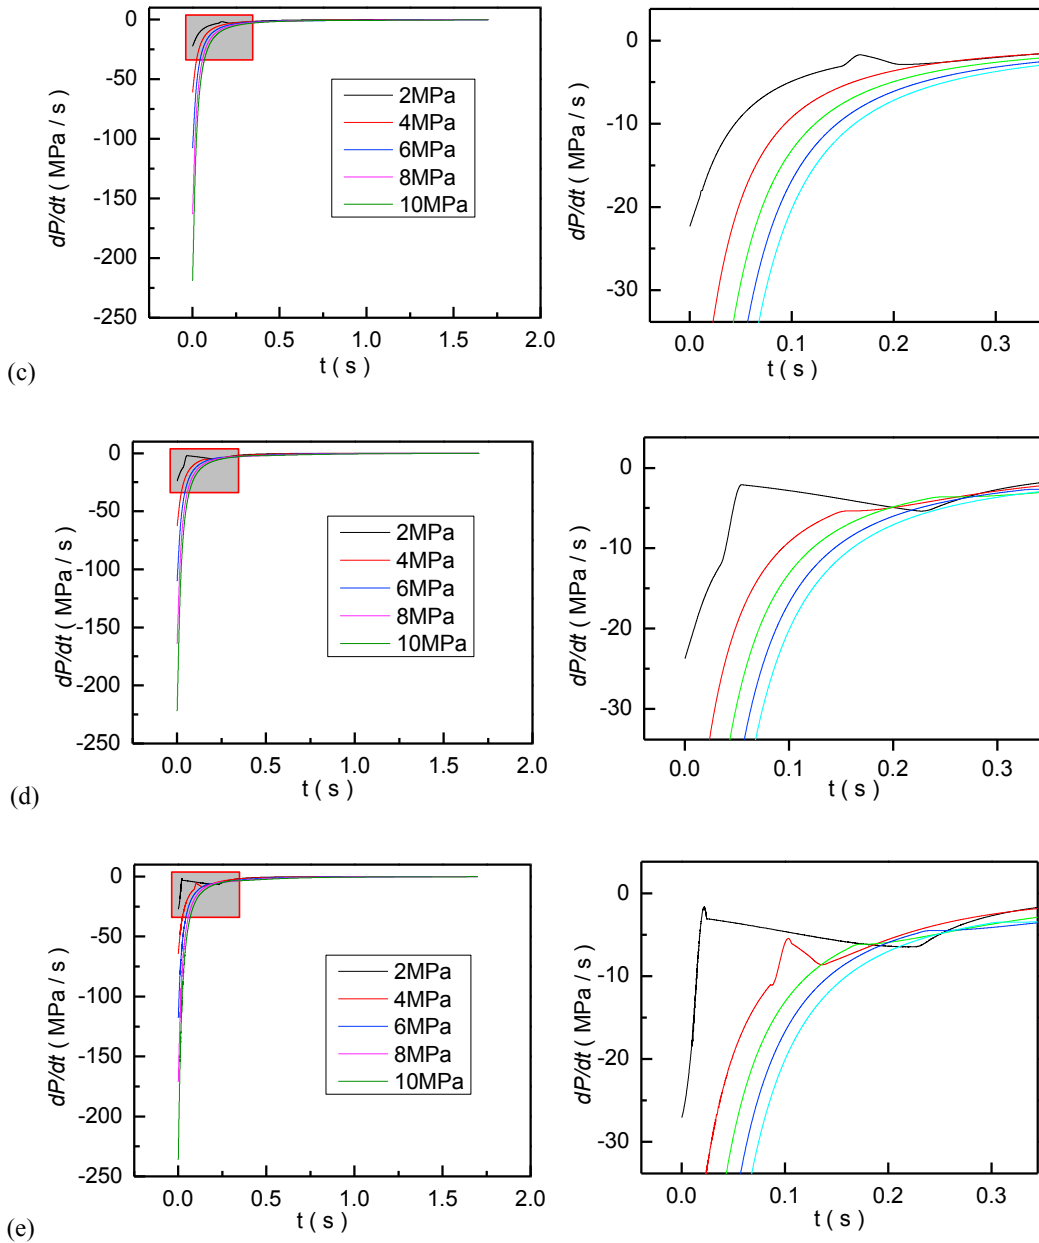 0
-50
-100
-150
-200
-250
dP/dt ( MPa / s )
2MPa
4MPa
6MPa
8MPa
10MPa
0.0 0.5 1.0 1.5 2.0
t ( s )
0
-10
-20
-30
dP/dt ( MPa / s )
0.0 0.1 0.2 0.3
t ( s )
(c)
0
-50
-100
-150
-200
-250
dP/dt ( MPa / s )
2MPa
4MPa
6MPa
8MPa
10MPa
0.0 0.5 1.0 1.5 2.0
t ( s )
0
-10
-20
-30
dP/dt ( MPa / s )
0.0 0.1 0.2 0.3
t ( s )
(d)
0
-50
-100
-150
-200
-250
dP/dt ( MPa / s )
2MPa
4MPa
6MPa
8MPa
10MPa
0.0 0.5 1.0 1.5 2.0
t ( s )
0
-10
-20
-30
dP/dt ( MPa / s )
0.0 0.1 0.2 0.3
t ( s )
(e)